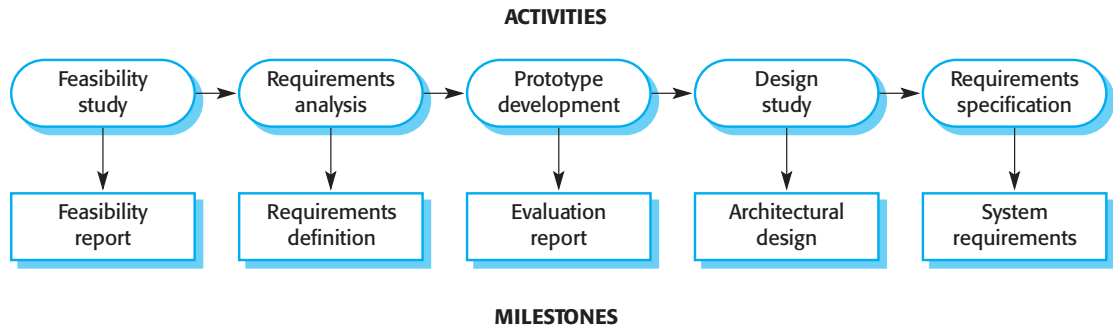 ACTIVITIES
Feasibility
study
Requirements
analysis
Prototype
development
Design
study
Requirements
specification
Feasibility
report
Requirements
definition
Evaluation
report
Architectural
design
System
requirements
MILESTONES